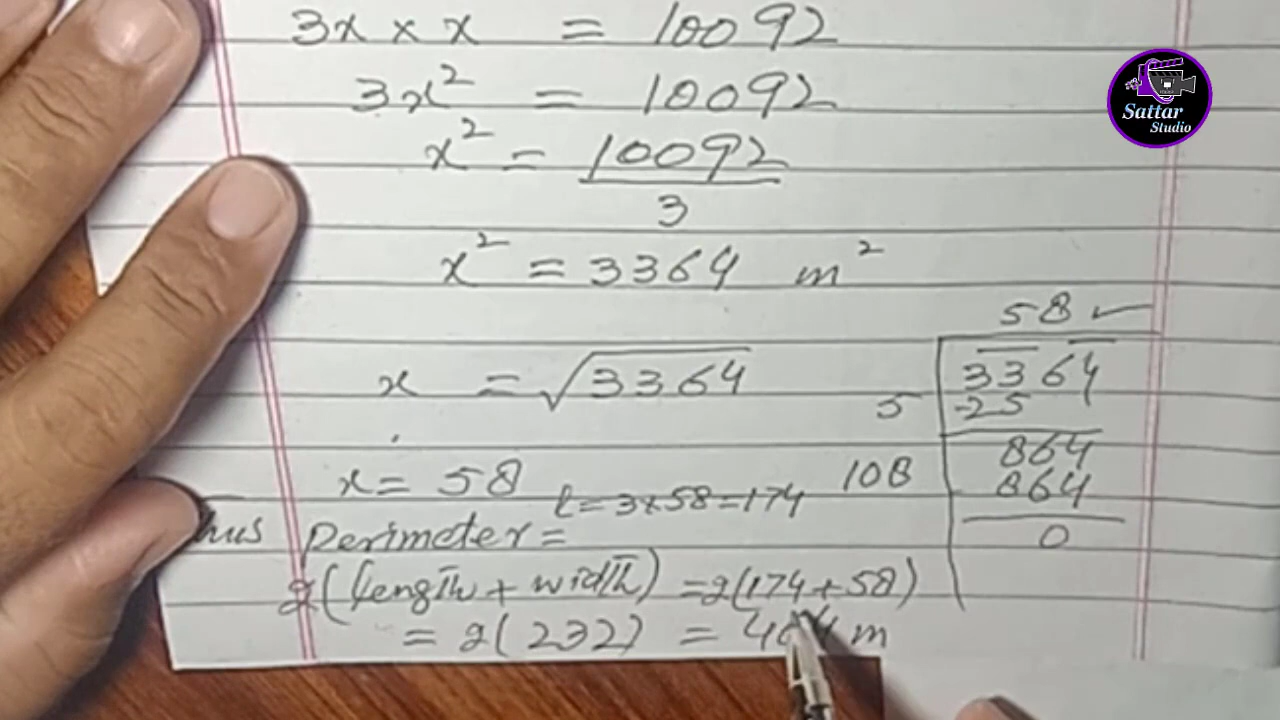 3x × x = 10092
3x² = 10092
x² = 10092
3
x² = 3364 m²
58 ✓
x = √3364
3364
5
-25
864
x = 58
l = 3×58=174
108
864
0
Perimeter =
2(length + width) = 2(174+58)
= 2(232) = 464 m
Sattar
Studio